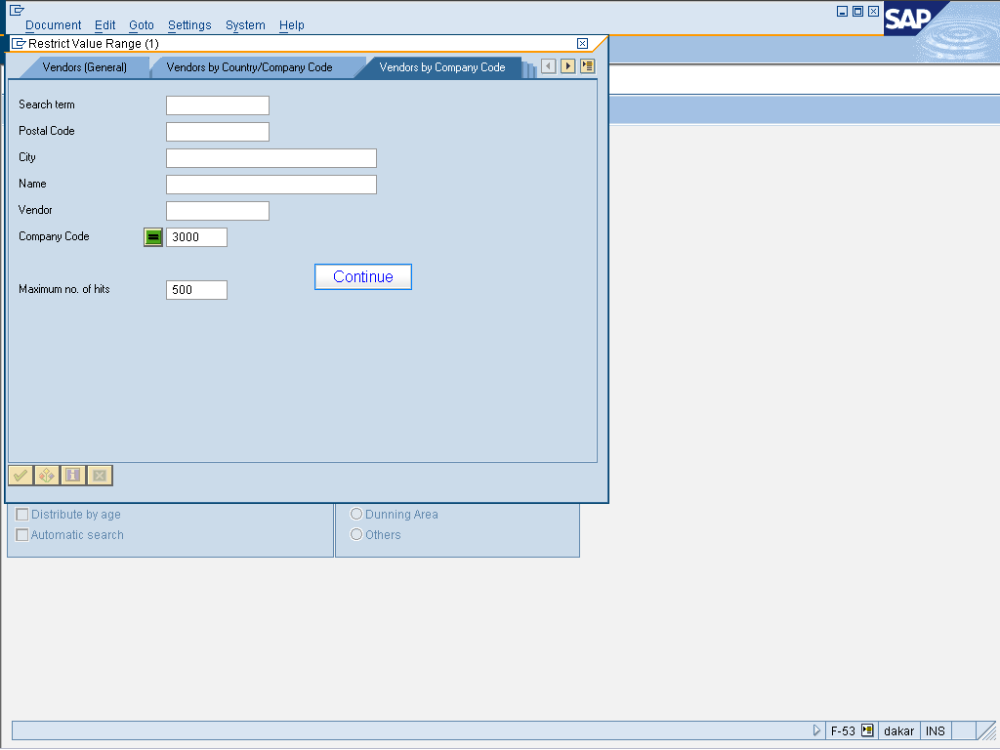 Document Edit Goto Settings System Help
SAP
Restrict Value Range (1)
Vendors (General) Vendors by Country/Company Code Vendors by Company Code
Search term
Postal Code
City
Name
Vendor
Company Code 3000
Continue
Maximum no. of hits 500
Distribute by age Dunning Area
Automatic search Others
F-53 dakar INS